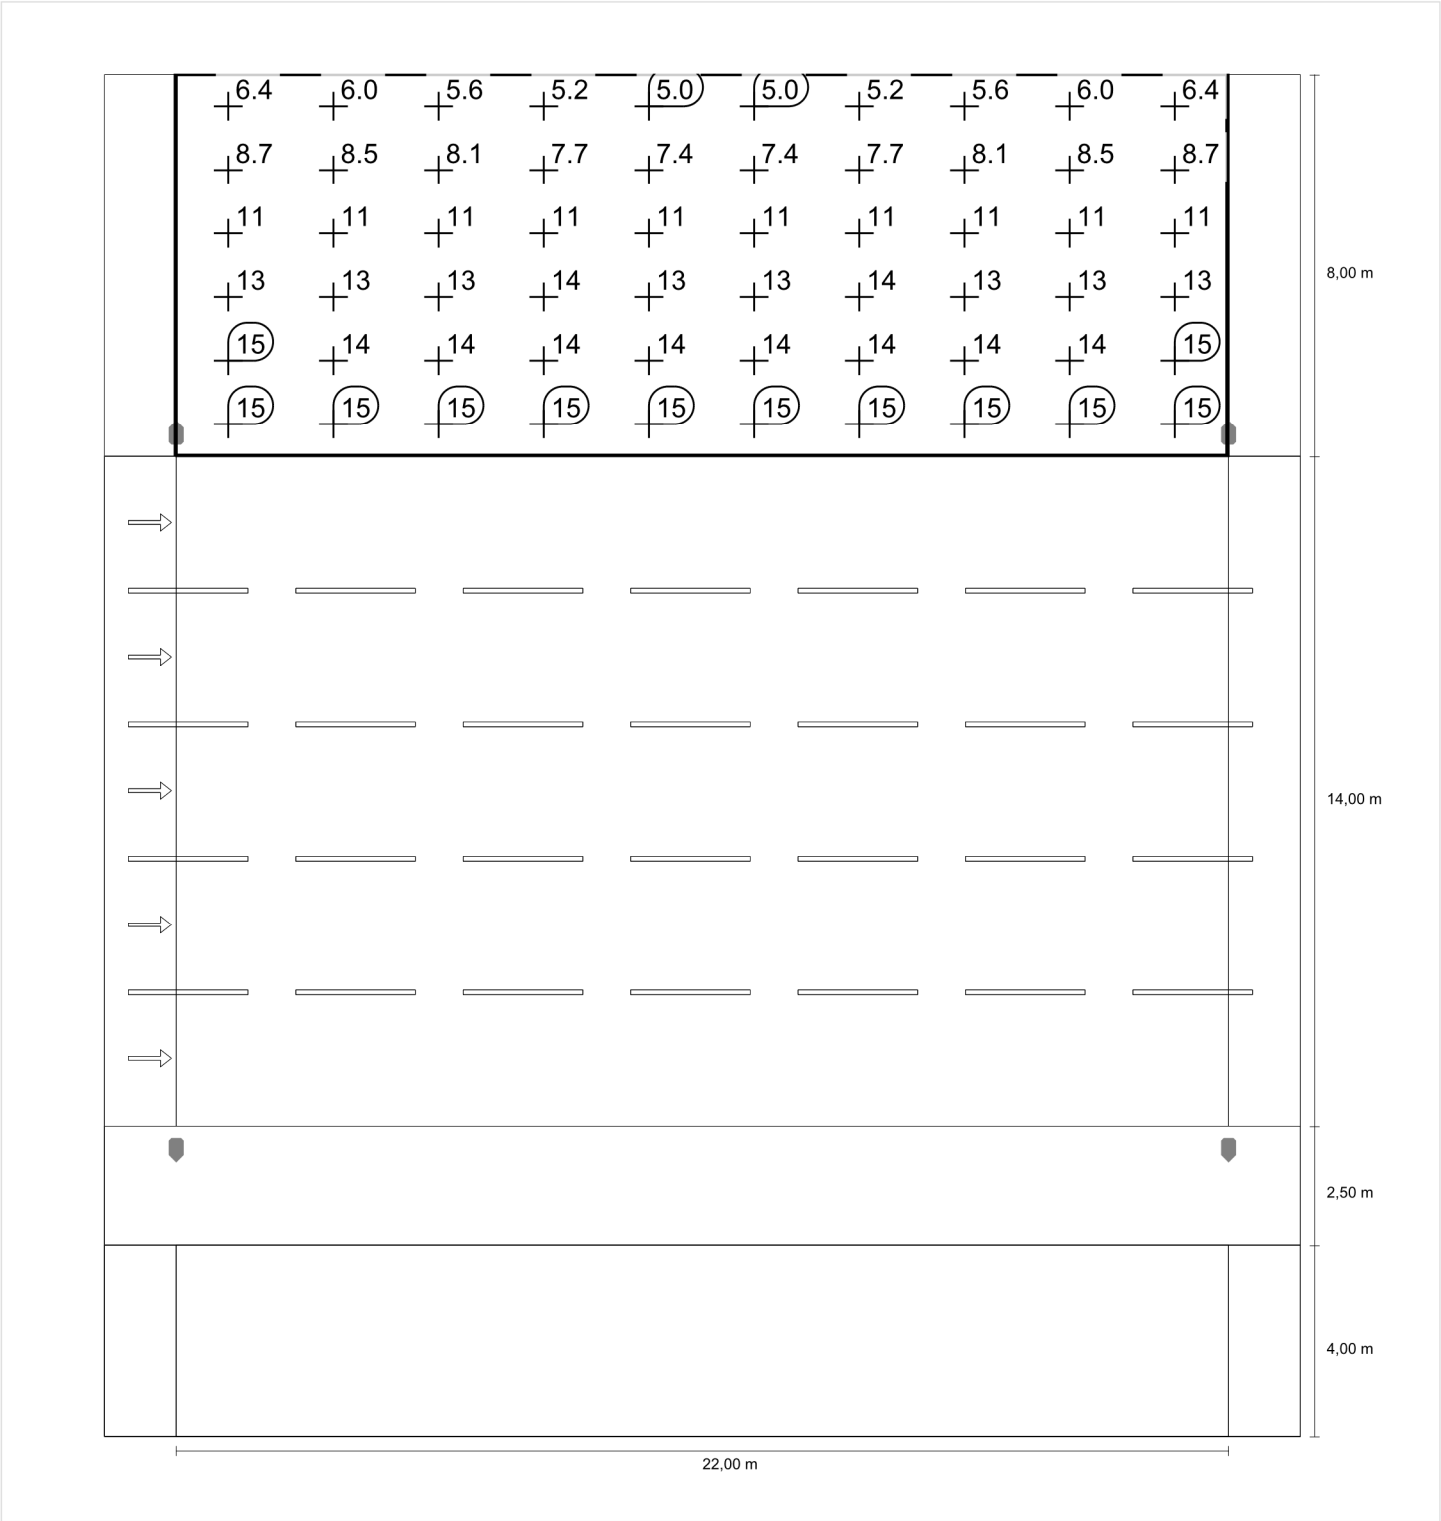 6.4 6.0 5.6 5.2 5.0 5.0 5.2 5.6 6.0 6.4
8.7 8.5 8.1 7.7 7.4 7.4 7.7 8.1 8.5 8.7
11 11 11 11 11 11 11 11 11 11
8,00 m
13 13 13 14 13 13 14 13 13 13
15 14 14 14 14 14 14 14 14 15
15 15 15 15 15 15 15 15 15 15
14,00 m
2,50 m
4,00 m
22,00 m